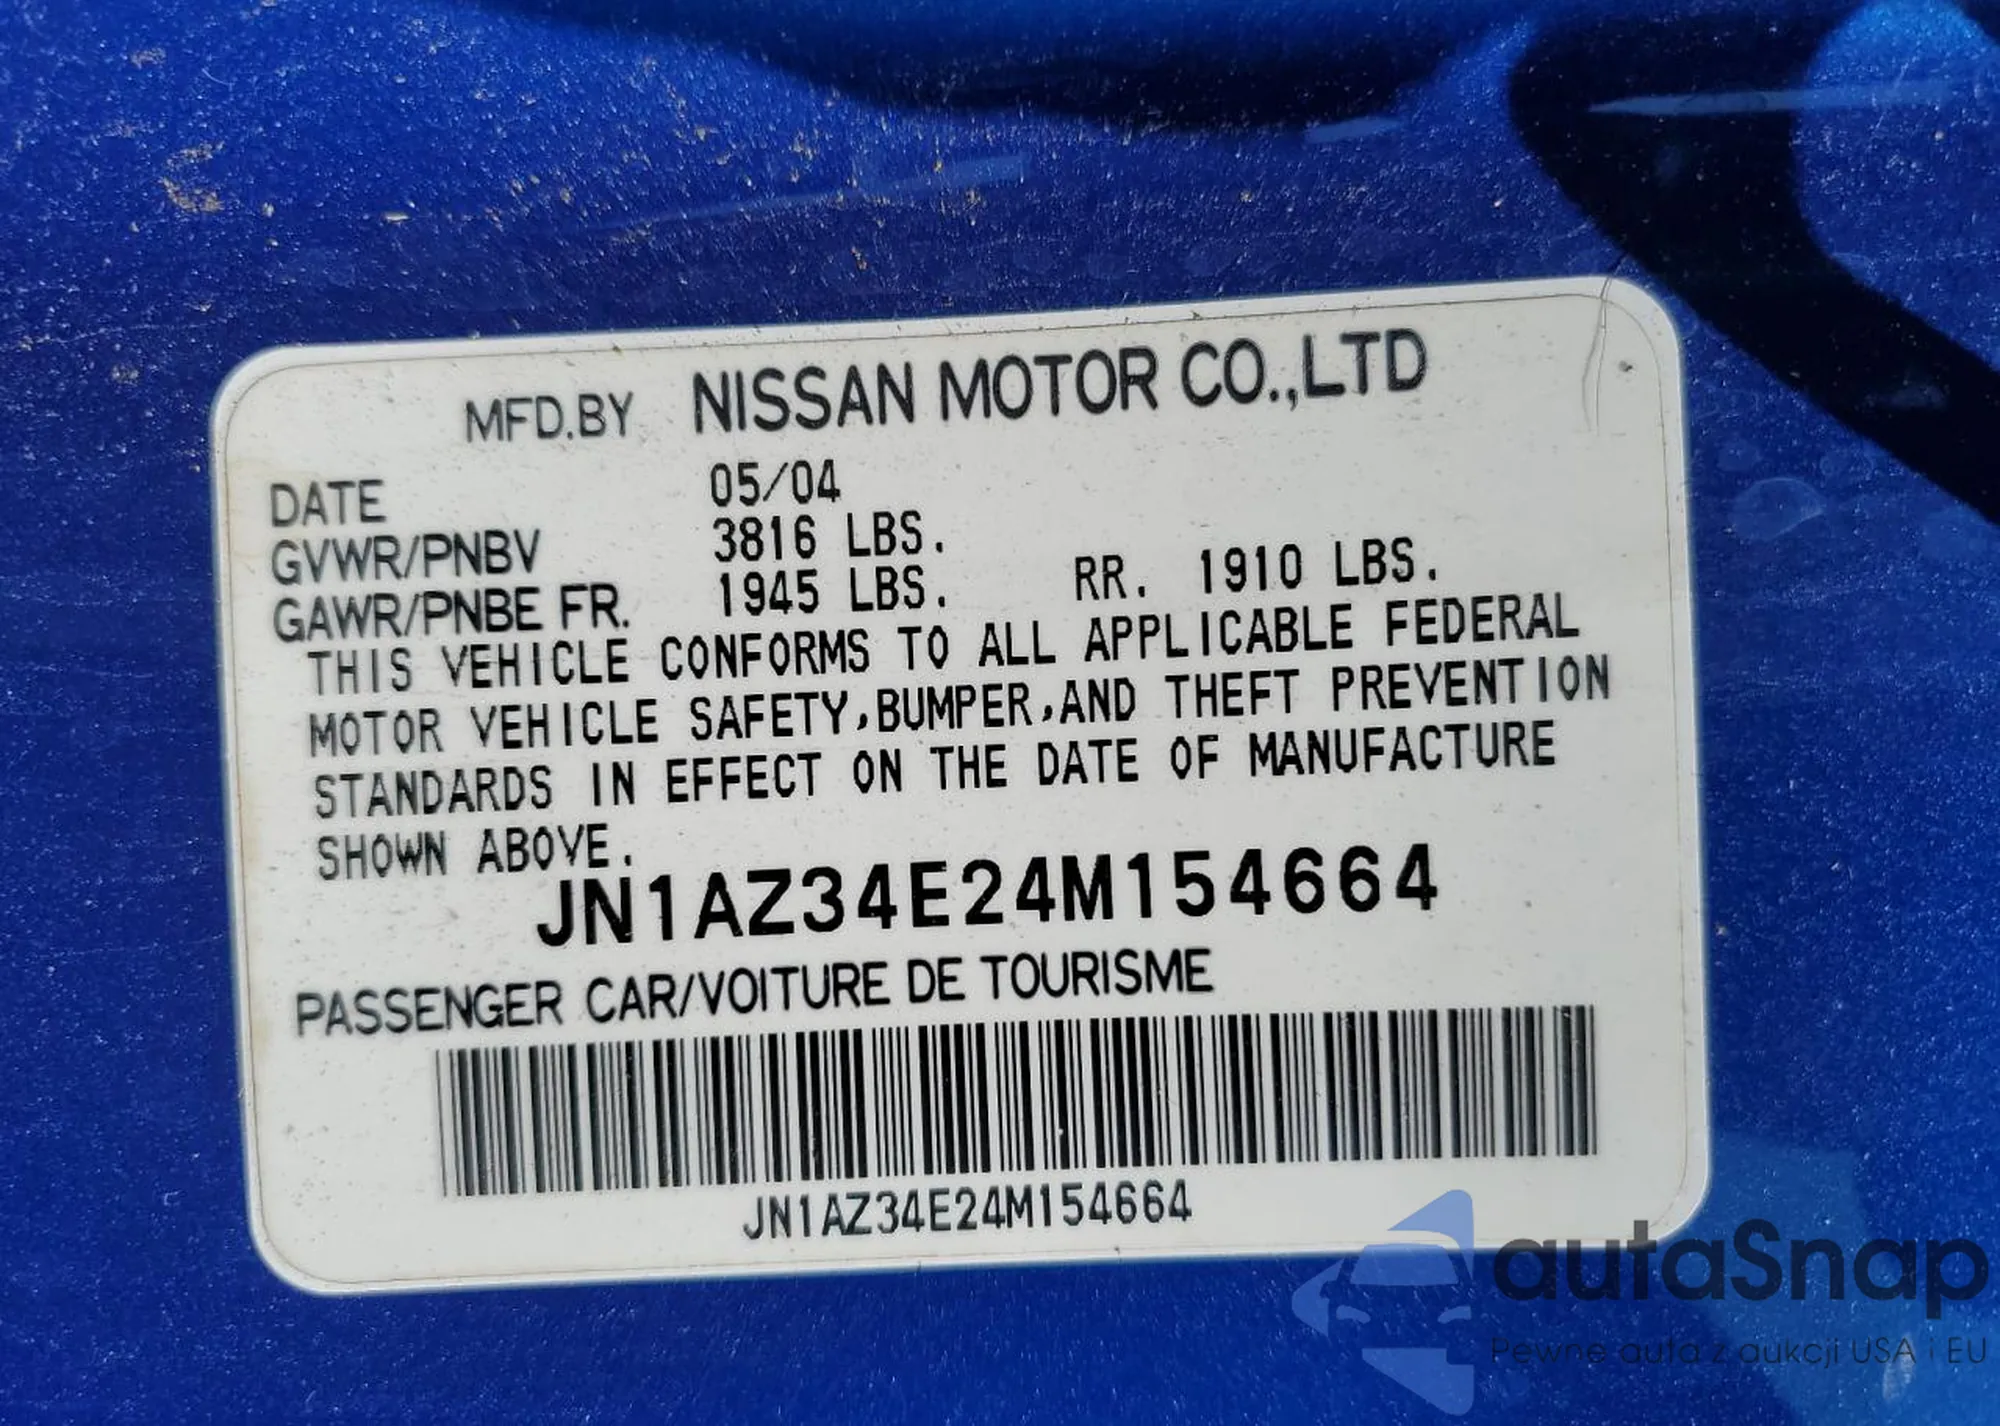 MFD.BY NISSAN MOTOR CO.,LTD
DATE 05/04
GVWR/PNBV 3816 LBS.
GAWR/PNBE FR. 1945 LBS. RR. 1910 LBS.
THIS VEHICLE CONFORMS TO ALL APPLICABLE FEDERAL
MOTOR VEHICLE SAFETY,BUMPER,AND THEFT PREVENTION
STANDARDS IN EFFECT ON THE DATE OF MANUFACTURE
SHOWN ABOVE.
JN1AZ34E24M154664
PASSENGER CAR/VOITURE DE TOURISME
JN1AZ34E24M154664
autaSnap
Pewne auta z aukcji USA i EU